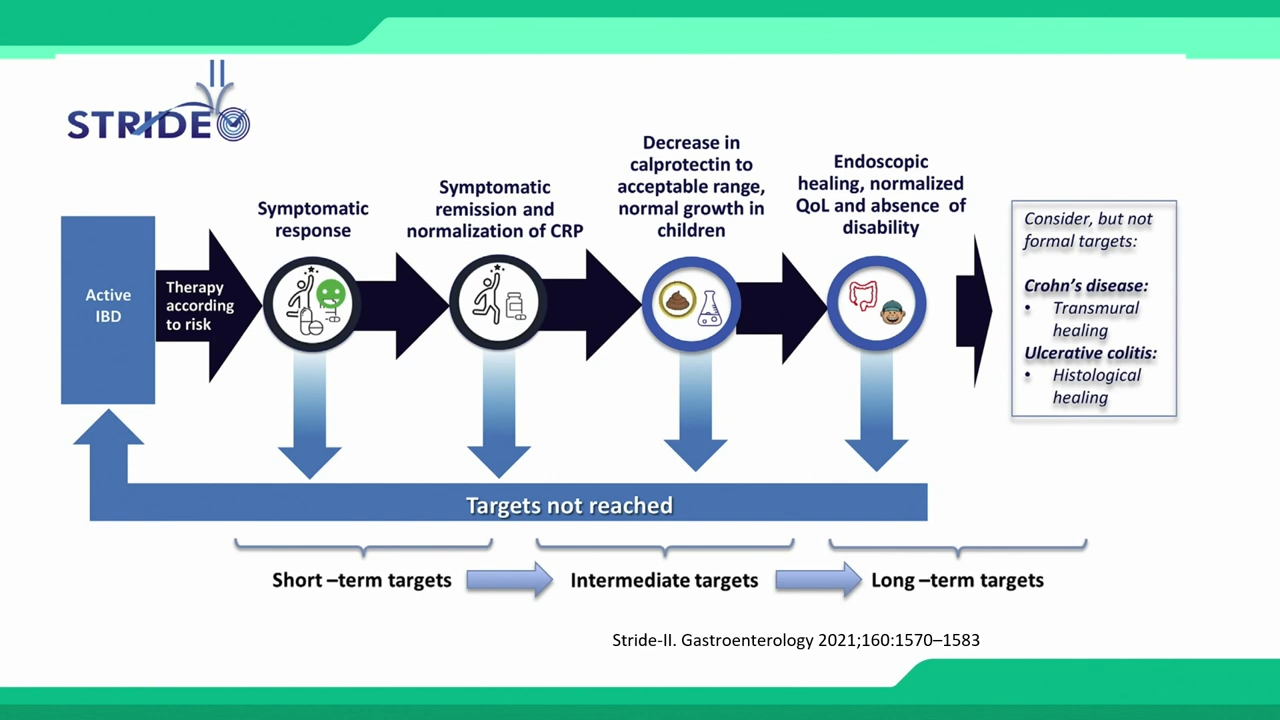 II
STRIDE
Symptomatic
response
Symptomatic
remission and
normalization of CRP
Decrease in
calprotectin to
acceptable range,
normal growth in
children
Endoscopic
healing, normalized
QoL and absence of
disability
Active
IBD
Therapy
according
to risk
Consider, but not
formal targets:
Crohn's disease:
• Transmural
healing
Ulcerative colitis:
• Histological
healing
Targets not reached
Short –term targets
Intermediate targets
Long –term targets
Stride-II. Gastroenterology 2021;160:1570–1583